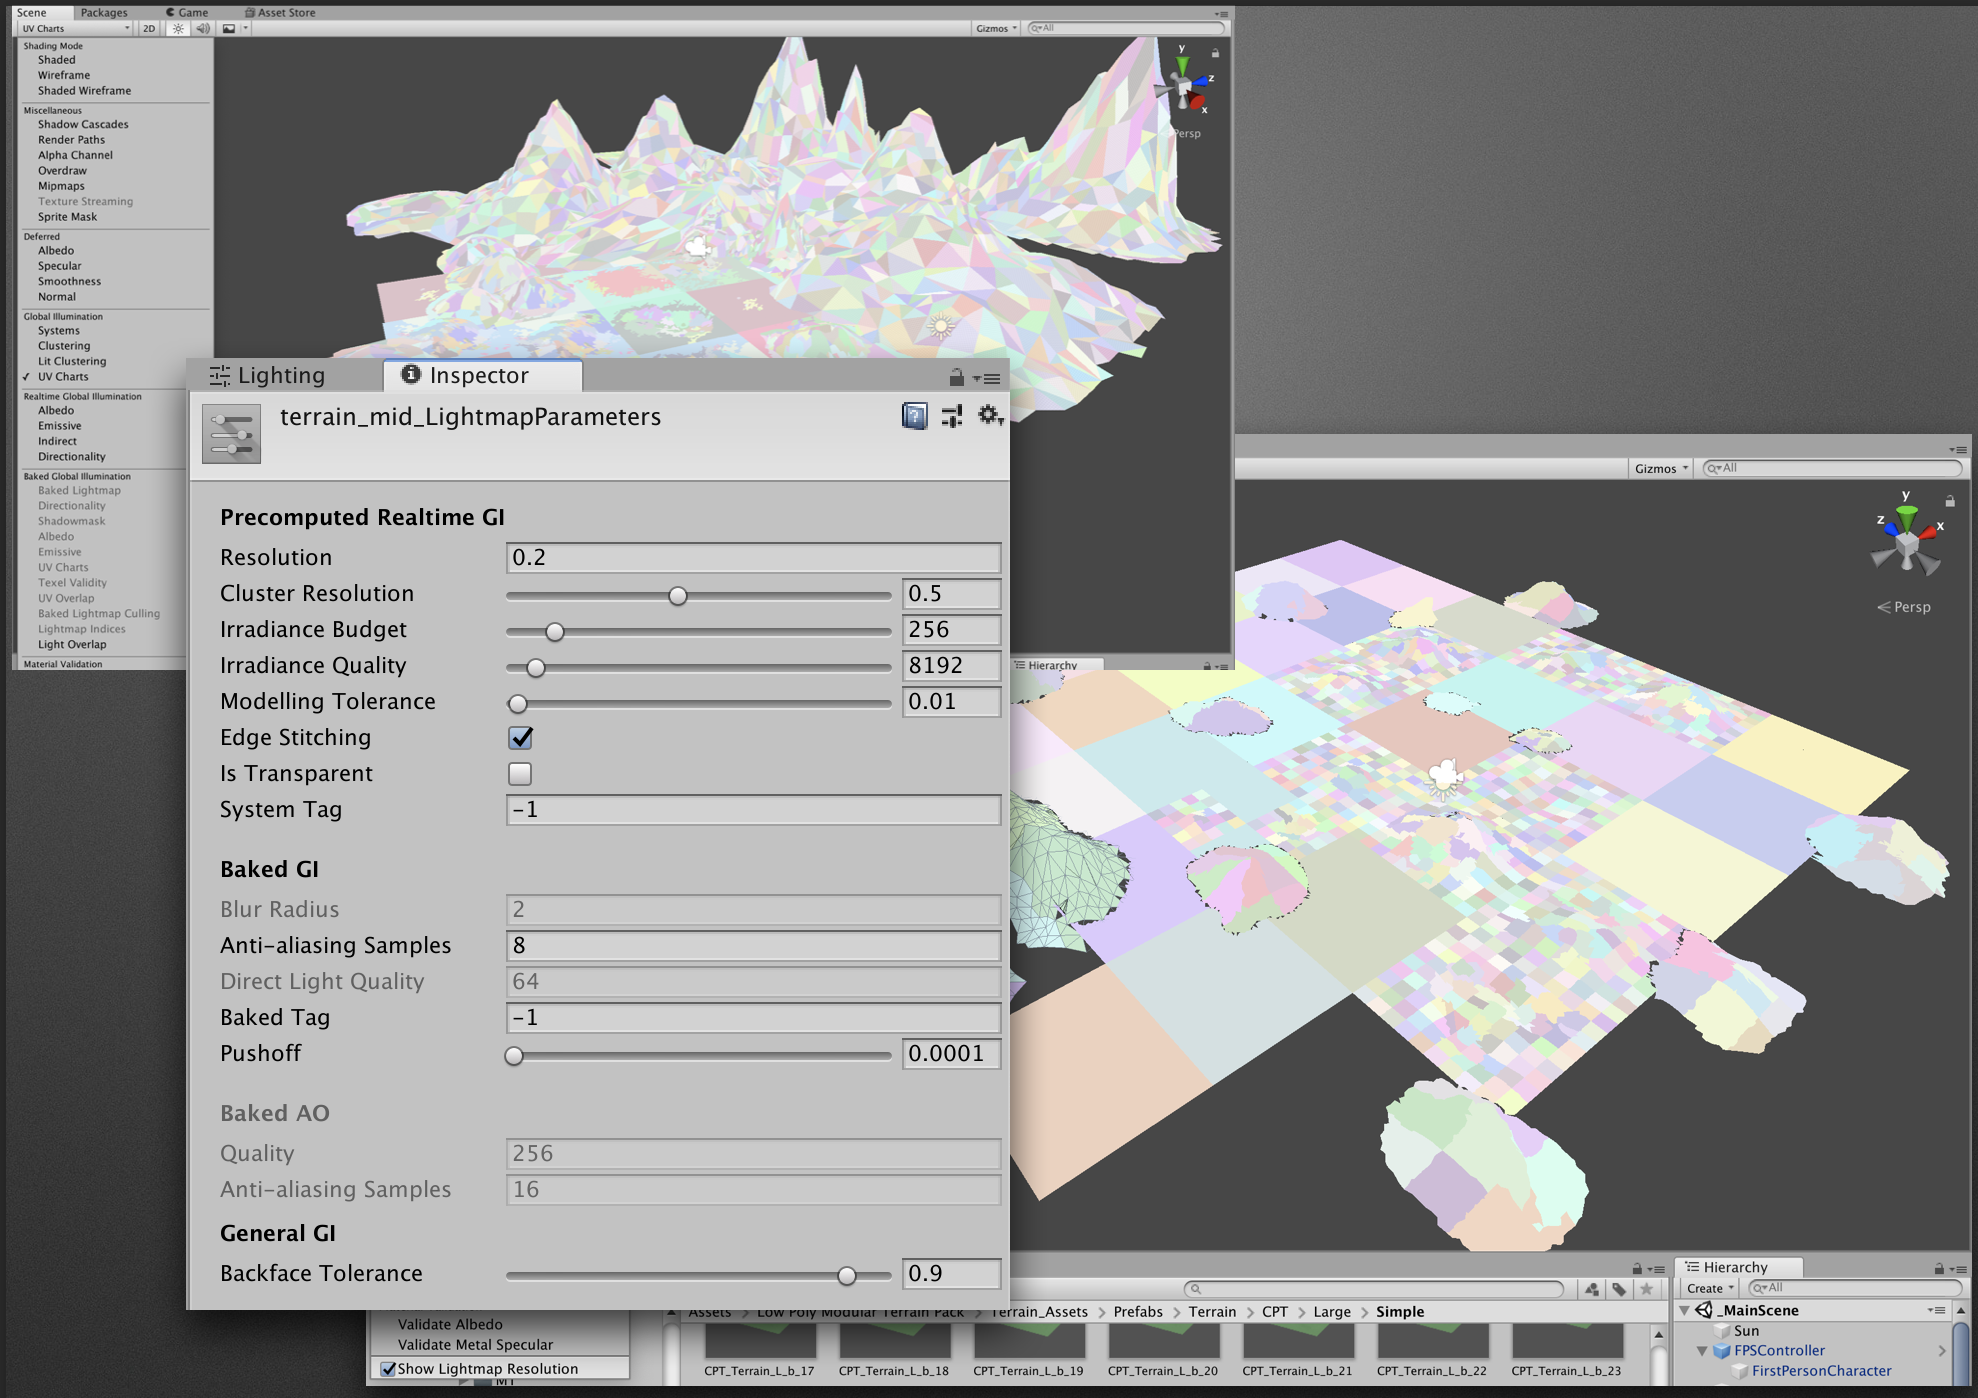 Scene
Packages
Game
Asset Store
UV Charts
2D
Gizmos
All
Shading Mode
Shaded
Wireframe
Shaded Wireframe
Miscellaneous
Shadow Cascades
Render Paths
Alpha Channel
Overdraw
Mipmaps
Texture Streaming
Sprite Mask
Deferred
Albedo
Specular
Smoothness
Normal
Global Illumination
Systems
Clustering
Lit Clustering
✓ UV Charts
Realtime Global Illumination
Albedo
Emissive
Indirect
Directionality
Baked Global Illumination
Baked Lightmap
Directionality
Shadowmask
Albedo
Emissive
UV Charts
Texel Validity
UV Overlap
Baked Lightmap Culling
Lightmap Indices
Light Overlap
Material Validation
y
z
x
Persp
Hierarchy
Lighting
Inspector
terrain_mid_LightmapParameters
Precomputed Realtime GI
Resolution 0.2
Cluster Resolution 0.5
Irradiance Budget 256
Irradiance Quality 8192
Modelling Tolerance 0.01
Edge Stitching
Is Transparent
System Tag -1
Baked GI
Blur Radius 2
Anti-aliasing Samples 8
Direct Light Quality 64
Baked Tag -1
Pushoff 0.0001
Baked AO
Quality 256
Anti-aliasing Samples 16
General GI
Backface Tolerance 0.9
Gizmos
All
y
z
x
Persp
Validate Albedo
Validate Metal Specular
Show Lightmap Resolution
Assets > Low Poly Modular Terrain Pack > Terrain_Assets > Prefabs > Terrain > CPT > Large > Simple
CPT_Terrain_L_b_17
CPT_Terrain_L_b_18
CPT_Terrain_L_b_19
CPT_Terrain_L_b_20
CPT_Terrain_L_b_21
CPT_Terrain_L_b_22
CPT_Terrain_L_b_23
Hierarchy
Create
All
_MainScene
Sun
FPSController
FirstPersonCharacter